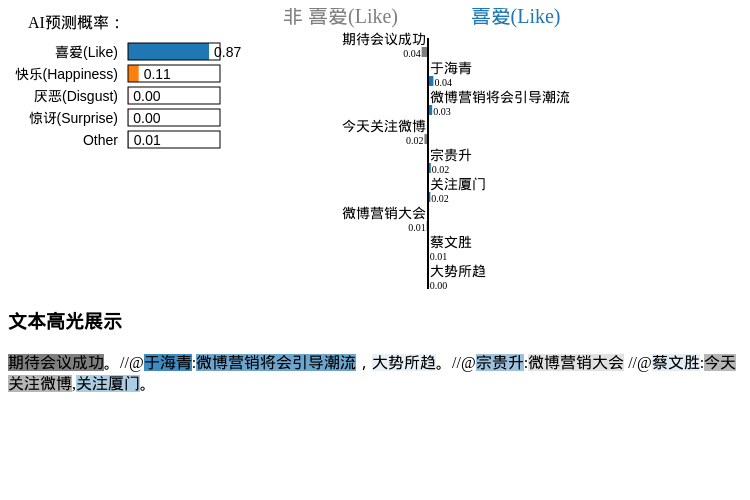 AI预测概率：
喜爱(Like) 0.87
快乐(Happiness) 0.11
厌恶(Disgust) 0.00
惊讶(Surprise) 0.00
Other 0.01
非 喜爱(Like) 喜爱(Like)
期待会议成功
0.04
于海青
0.04
微博营销将会引导潮流
0.03
今天关注微博
0.02
宗贵升
0.02
关注厦门
0.02
微博营销大会
0.01
蔡文胜
0.01
大势所趋
0.00
文本高光展示
期待会议成功。//@于海青:微博营销将会引导潮流，大势所趋。//@宗贵升:微博营销大会 //@蔡文胜:今天
关注微博,关注厦门。